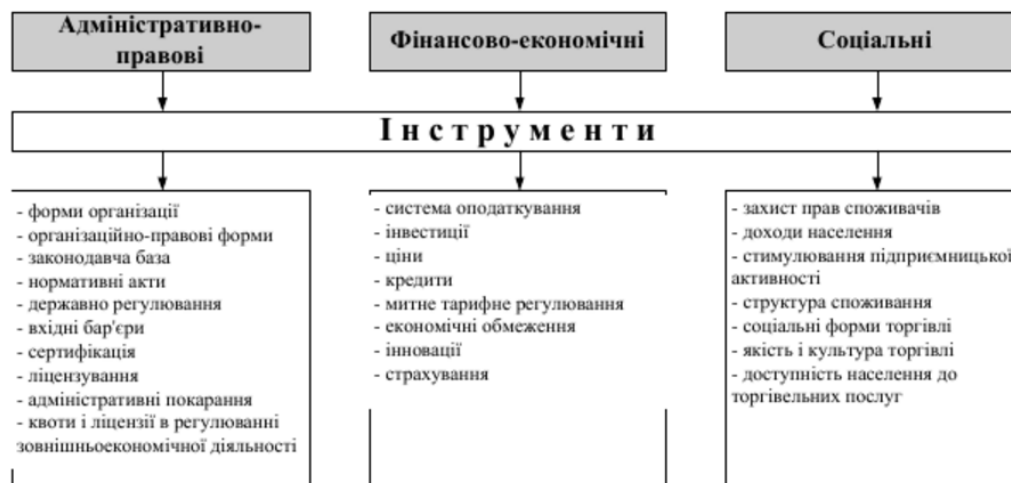 Адміністративно-
правові
Фінансово-економічні
Соціальні
Інструменти
- форми організації
- організаційно-правові форми
- законодавча база
- нормативні акти
- державно регулювання
- вхідні бар'єри
- сертифікація
- ліцензування
- адміністративні покарання
- квоти і ліцензії в регулюванні
зовнішньоекономічної діяльності
- система оподаткування
- інвестиції
- ціни
- кредити
- митне тарифне регулювання
- економічні обмеження
- інновації
- страхування
- захист прав споживачів
- доходи населення
- стимулювання підприємницької
активності
- структура споживання
- соціальні форми торгівлі
- якість і культура торгівлі
- доступність населення до
торгівельних послуг